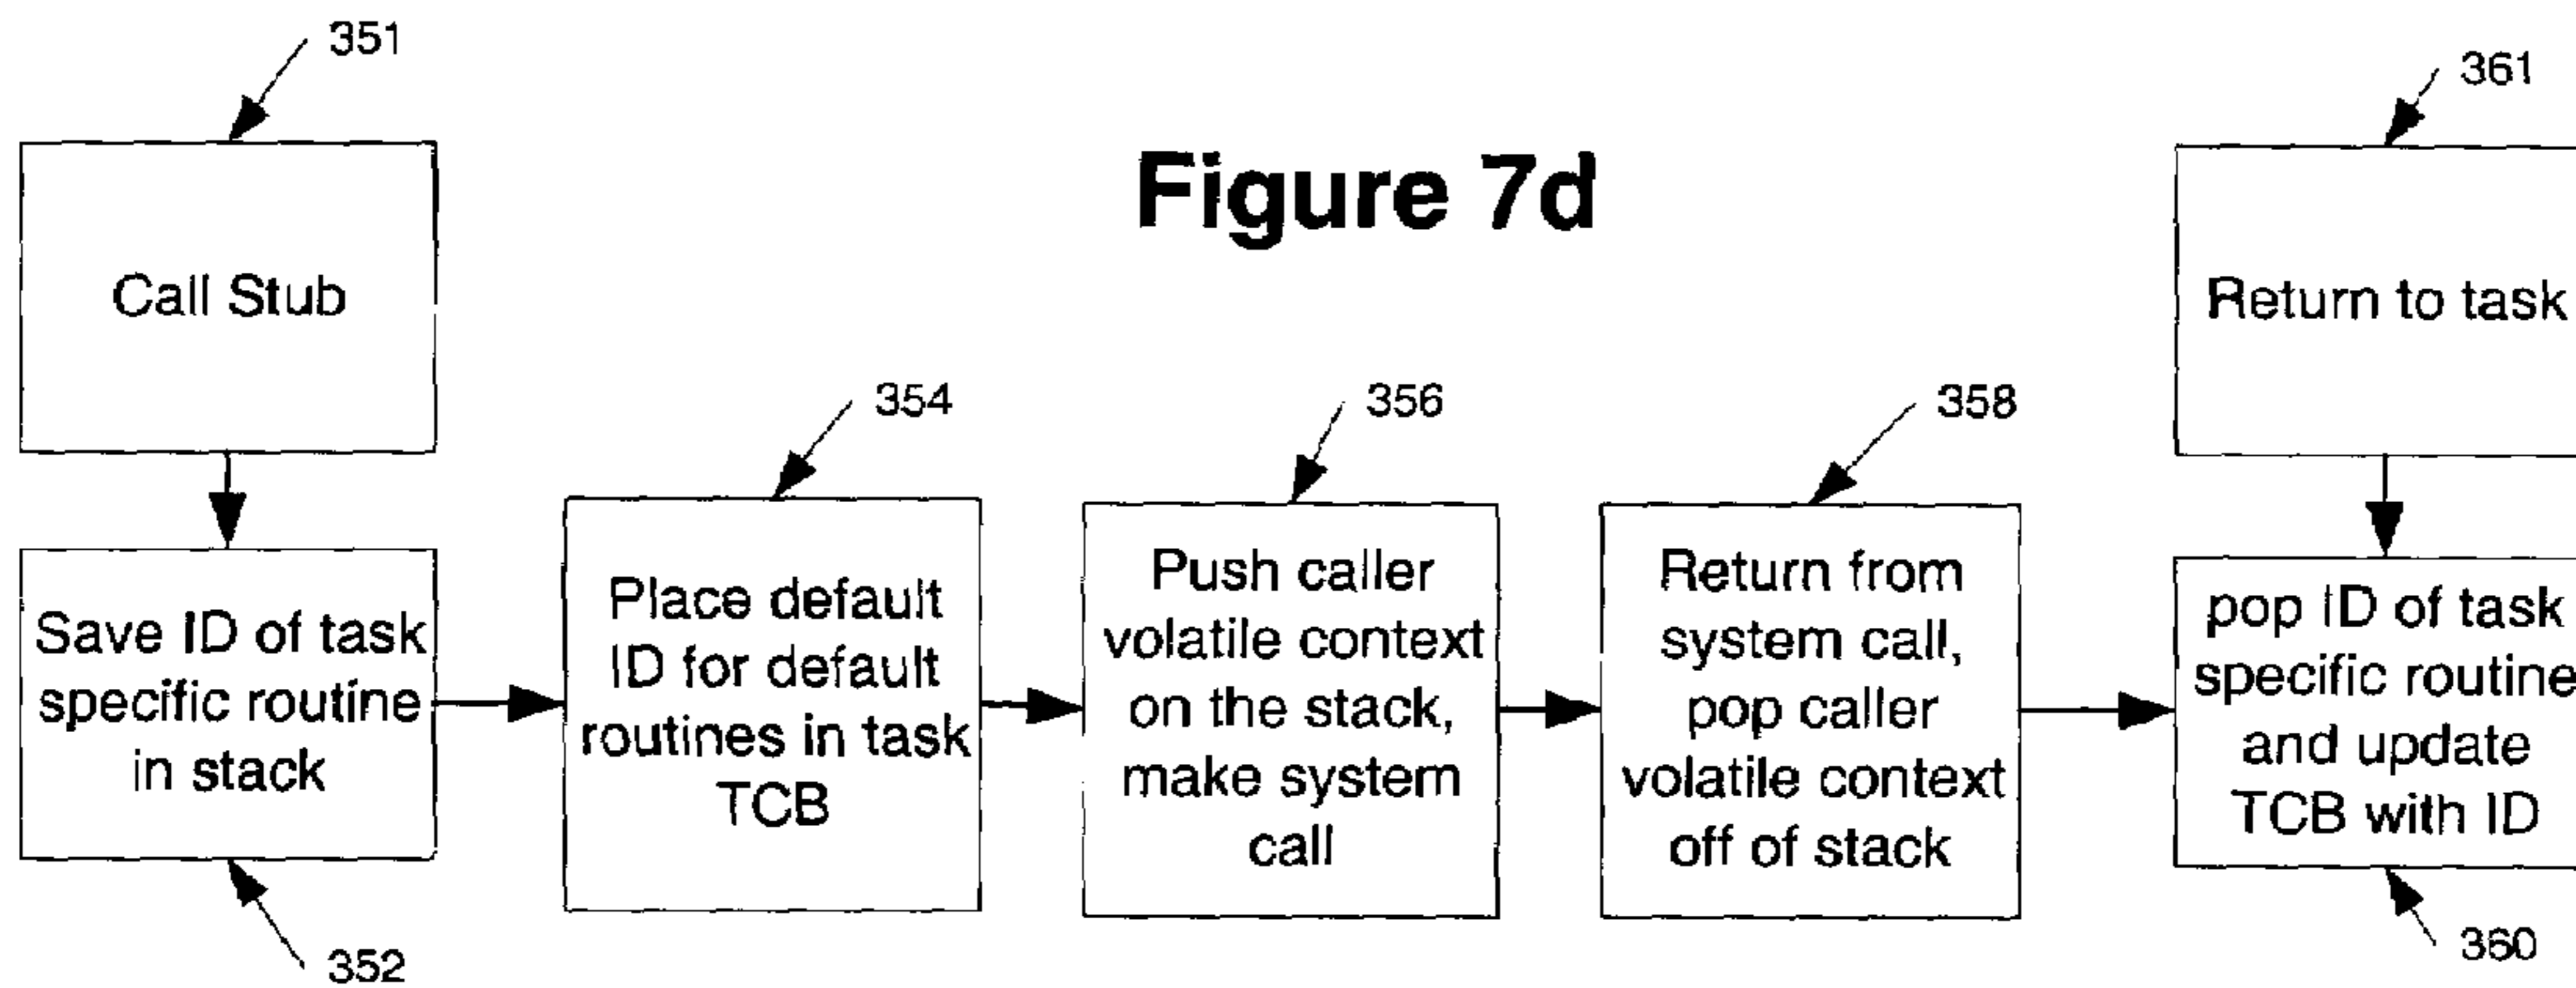 351
361
Figure 7d
Call Stub
Return to task
354
356
358
Save ID of task
specific routine
in stack
Place default
ID for default
routines in task
TCB
Push caller
volatile context
on the stack,
make system
call
Return from
system call,
pop caller
volatile context
off of stack
pop ID of task
specific routine
and update
TCB with ID
352
360